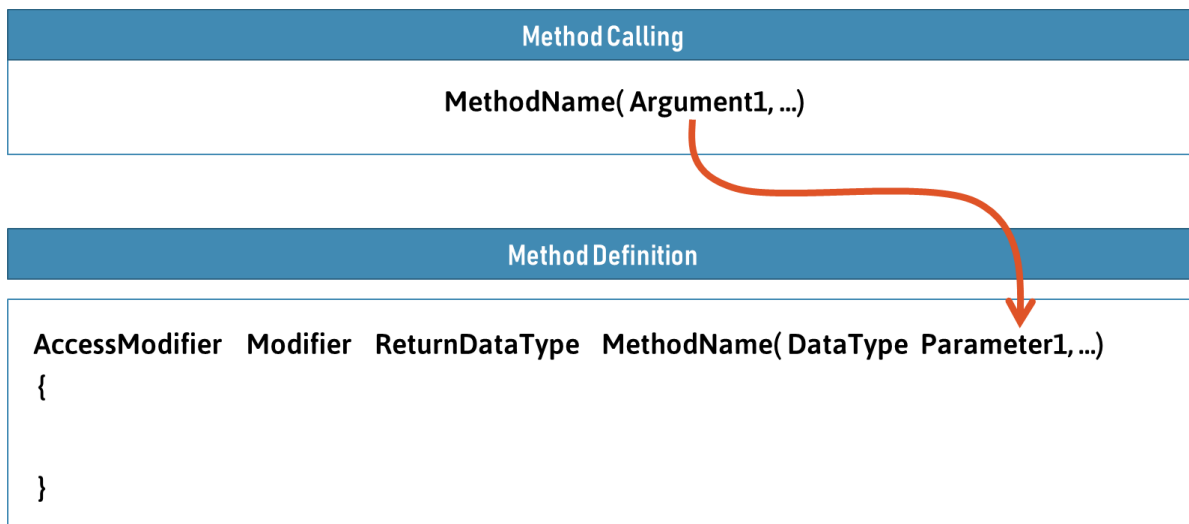 Method Calling
MethodName( Argument1, ...)
Method Definition
AccessModifier Modifier ReturnDataType MethodName( DataType Parameter1, ...)
{
}